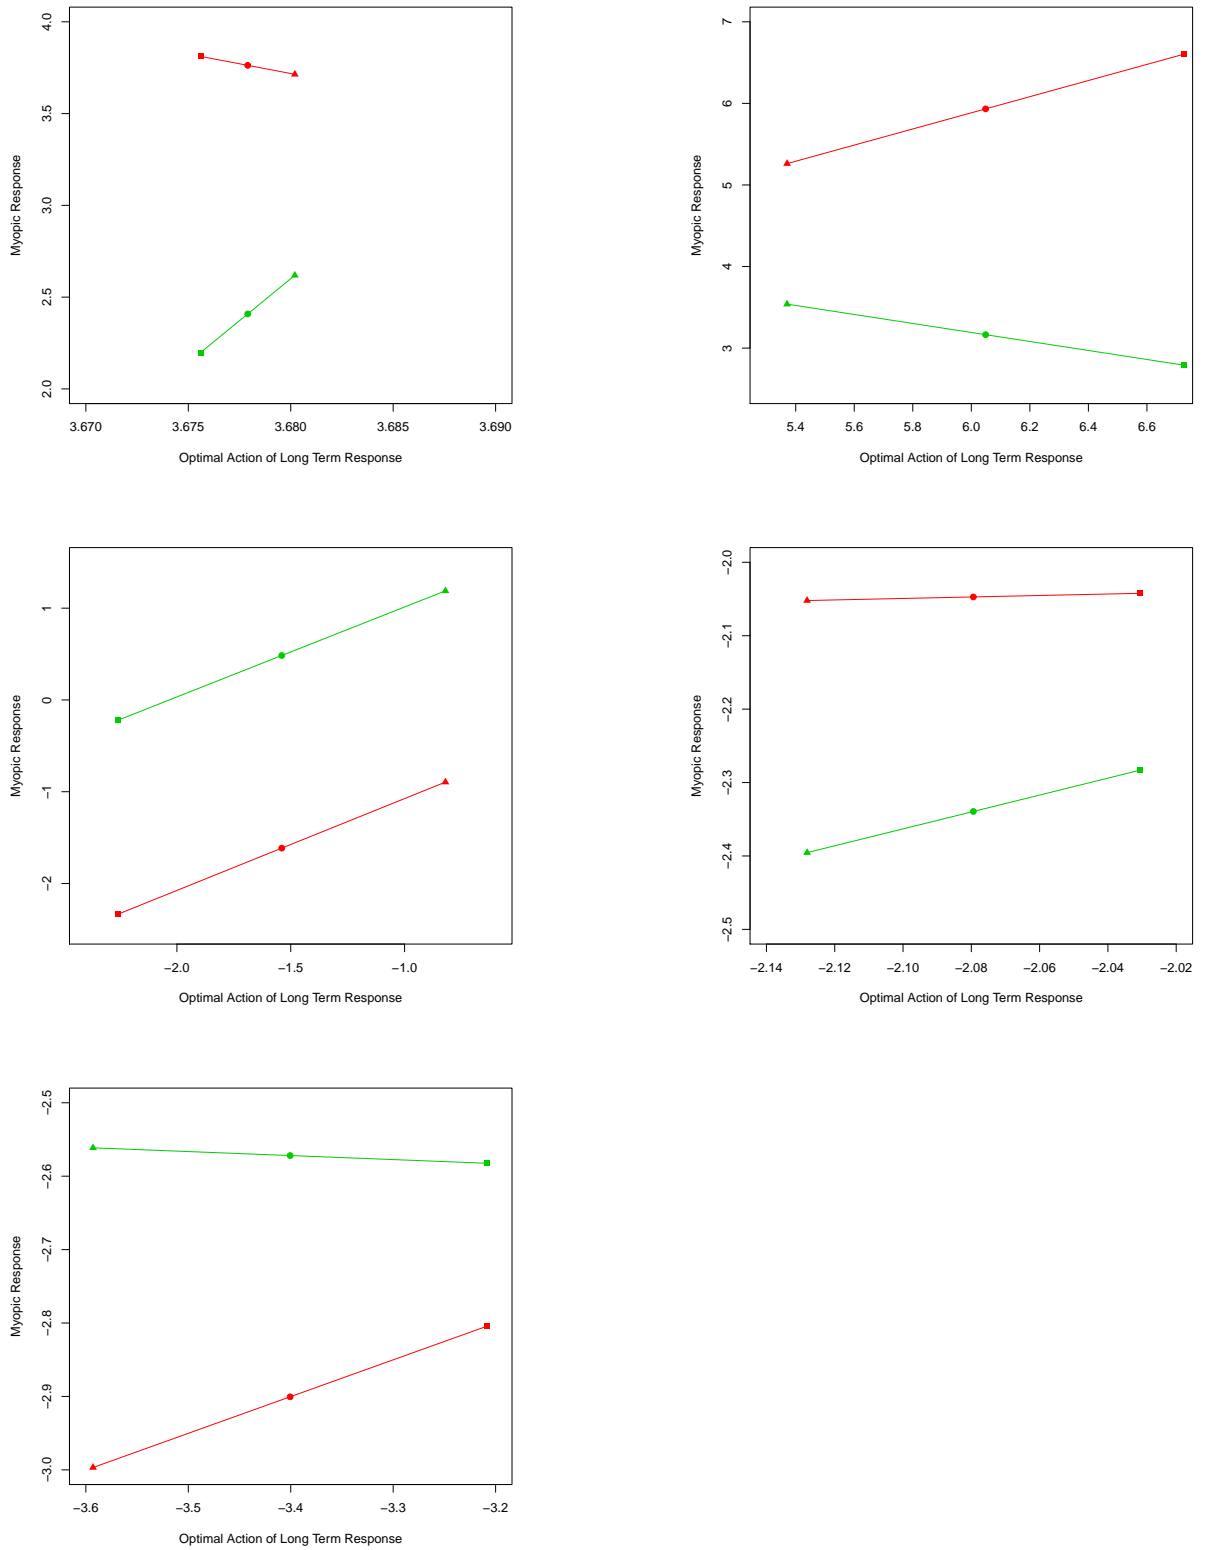 4.0
3.5
3.0
2.5
2.0
Myopic Response
3.670 3.675 3.680 3.685 3.690
Optimal Action of Long Term Response
7
6
5
4
3
Myopic Response
5.4 5.6 5.8 6.0 6.2 6.4 6.6
Optimal Action of Long Term Response
1
0
−1
−2
Myopic Response
−2.0 −1.5 −1.0
Optimal Action of Long Term Response
−2.0
−2.1
−2.2
−2.3
−2.4
−2.5
Myopic Response
−2.14 −2.12 −2.10 −2.08 −2.06 −2.04 −2.02
Optimal Action of Long Term Response
−2.5
−2.6
−2.7
−2.8
−2.9
−3.0
Myopic Response
−3.6 −3.5 −3.4 −3.3 −3.2
Optimal Action of Long Term Response